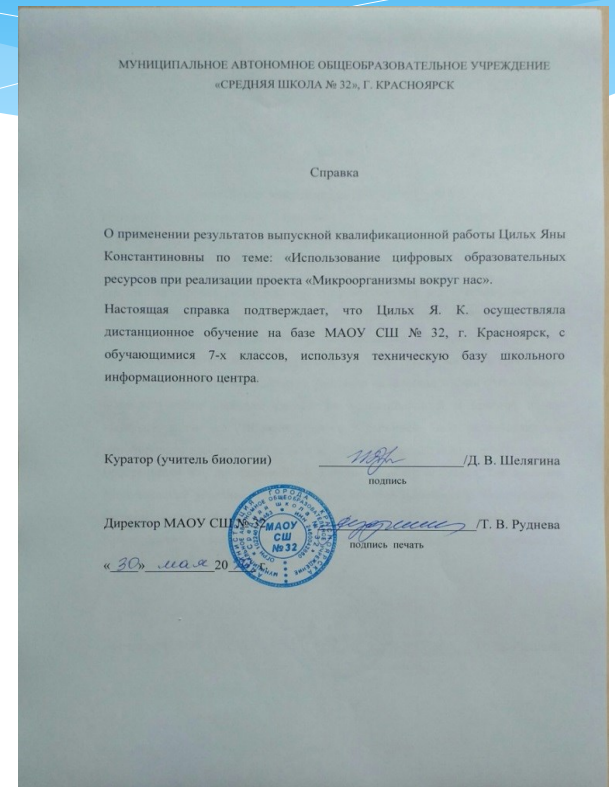 МУНИЦИПАЛЬНОЕ АВТОНОМНОЕ ОБЩЕОБРАЗОВАТЕЛЬНОЕ УЧРЕЖДЕНИЕ
«СРЕДНЯЯ ШКОЛА № 32», Г. КРАСНОЯРСК
Справка
О применении результатов выпускной квалификационной работы Цильх Яны
Константиновны по теме: «Использование цифровых образовательных
ресурсов при реализации проекта «Микроорганизмы вокруг нас».
Настоящая справка подтверждает, что Цильх Я. К. осуществляла
дистанционное обучение на базе МАОУ СШ № 32, г. Красноярск, с
обучающимися 7-х классов, используя техническую базу школьного
информационного центра.
Куратор (учитель биологии) /Д. В. Шелягина
подпись
Директор МАОУ СШ № 32 /Т. В. Руднева
подпись печать
« 30» мая 20 г.
МАОУ
СШ
№32